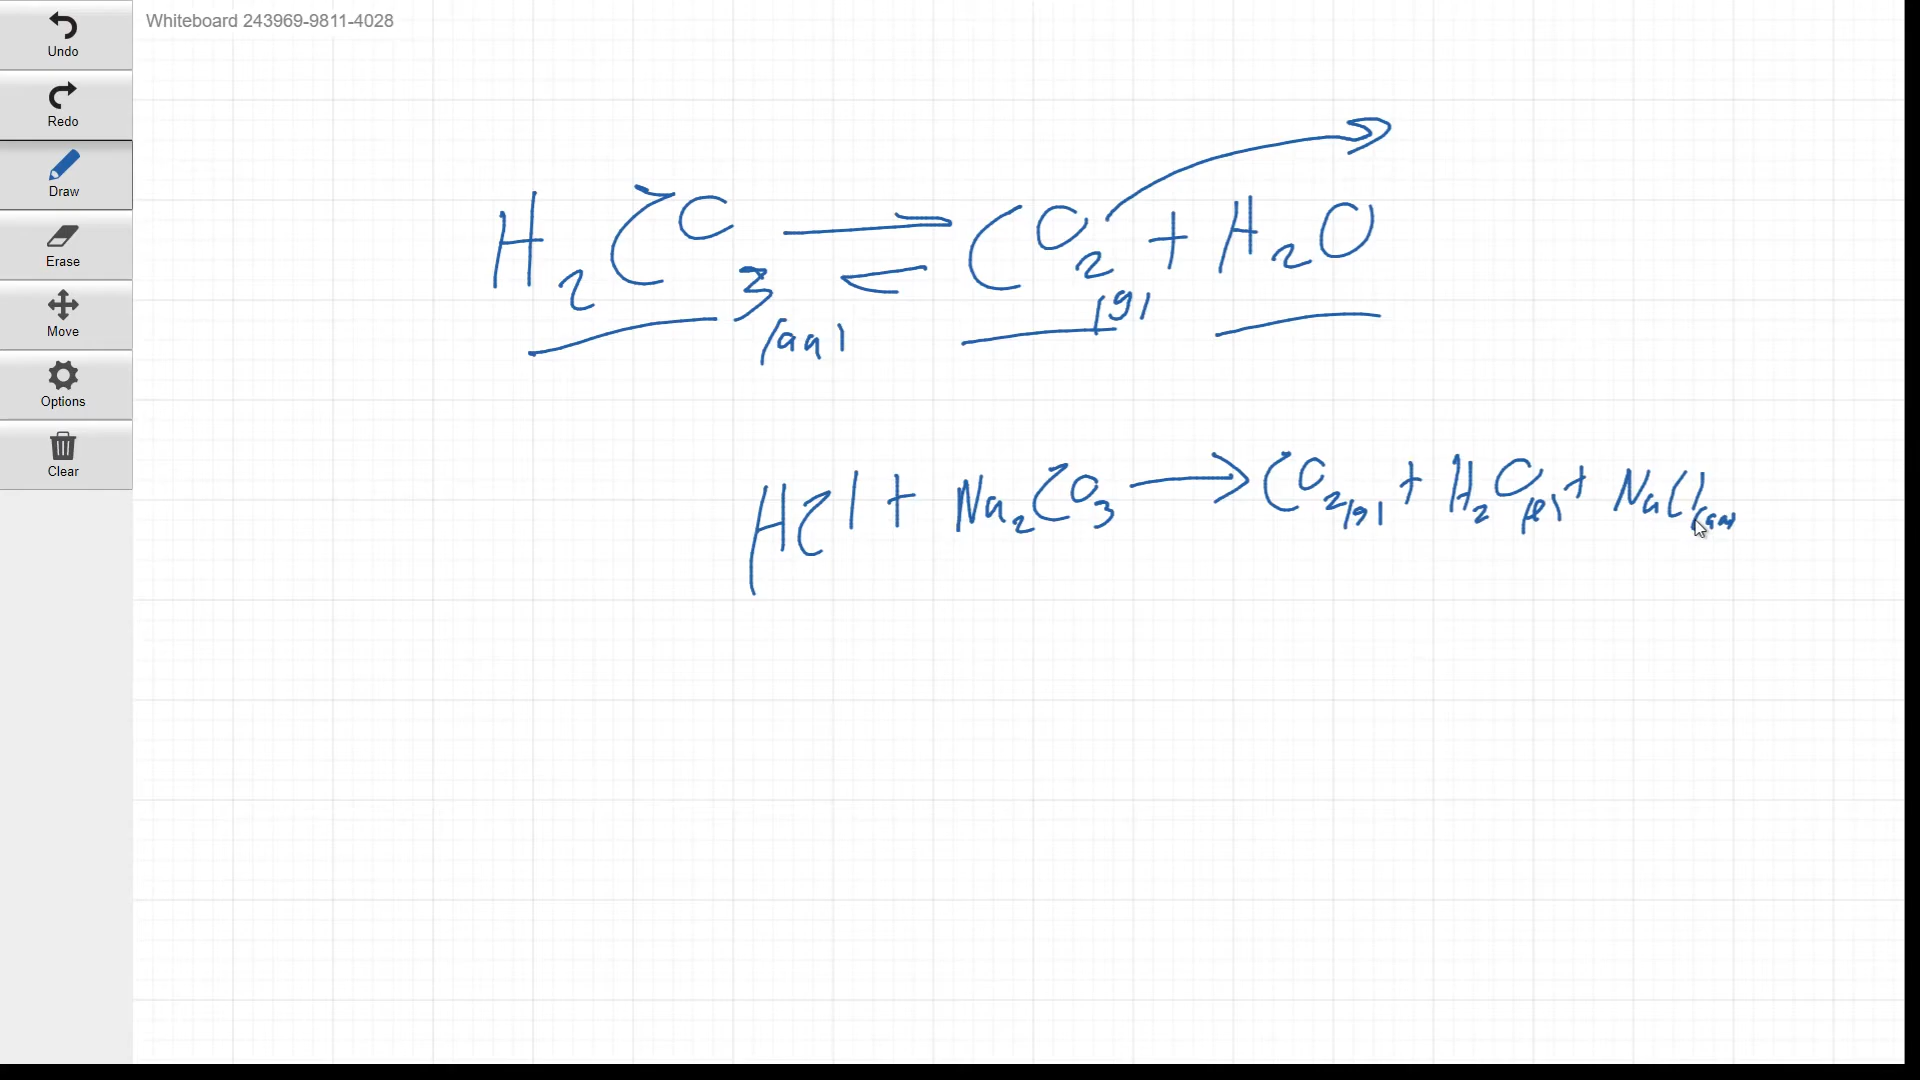 Whiteboard 243969-9811-4028
Undo
Redo
Draw
Erase
Move
Options
Clear
H₂CO₃(aq) ⇌ CO₂(g) + H₂O
HCl + Na₂CO₃ → CO₂(g) + H₂O(l) + NaCl(aq)